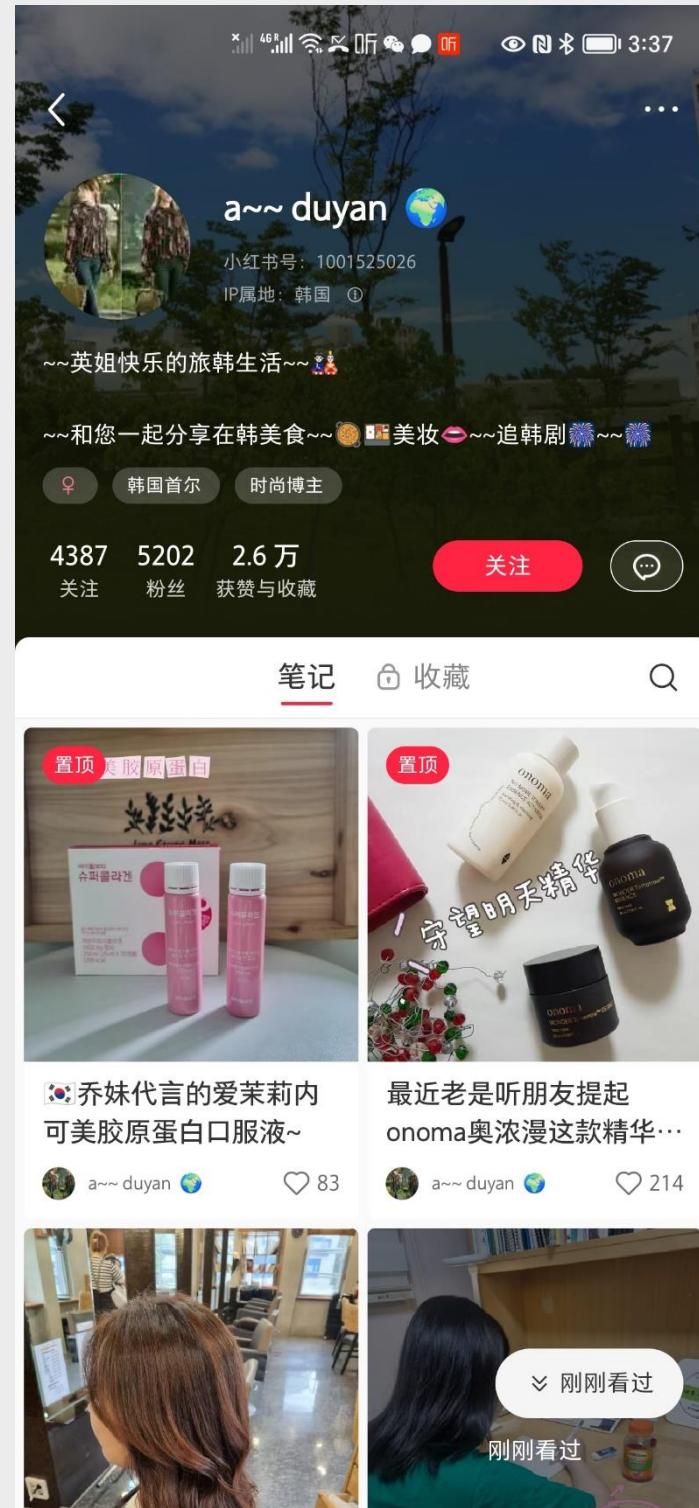 4G R 听 听 3:37
a~~ duyan
小红书号：1001525026
IP属地：韩国
~~英姐快乐的旅韩生活~~
~~和您一起分享在韩美食~~美妆~~追韩剧~~
韩国首尔 时尚博主
4387 5202 2.6 万
关注 粉丝 获赞与收藏
关注
笔记 收藏
置顶
美胶原蛋白
슈퍼콜라겐
乔妹代言的爱茉莉内
可美胶原蛋白口服液~
a~~ duyan 83
置顶
onoma
onoma
守望明天精华
onoma
最近老是听朋友提起
onoma奥浓漫这款精华…
a~~ duyan 214
刚刚看过
刚刚看过